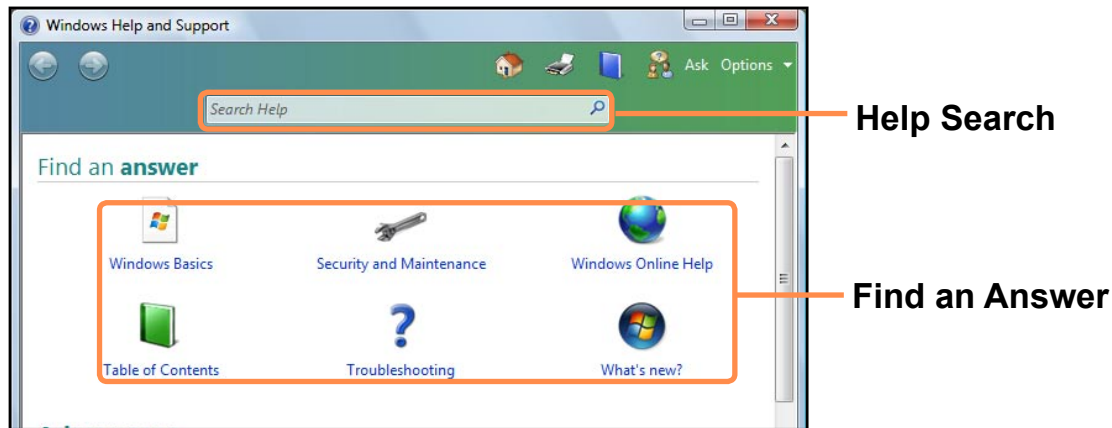 Windows Help and Support
Ask Options
Search Help
Help Search
Find an answer
Windows Basics
Security and Maintenance
Windows Online Help
Find an Answer
Table of Contents
Troubleshooting
What's new?